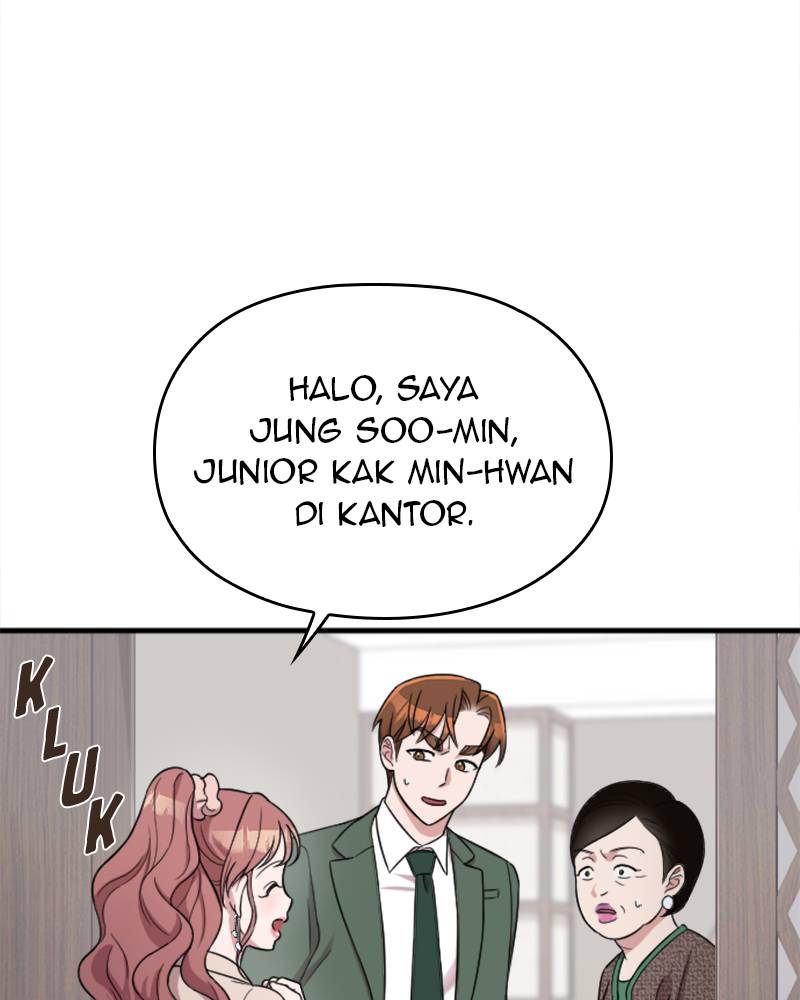 HALO, SAYA
JUNG SOO-MIN,
JUNIOR KAK MIN-HWAN
DI KANTOR.
KLUK